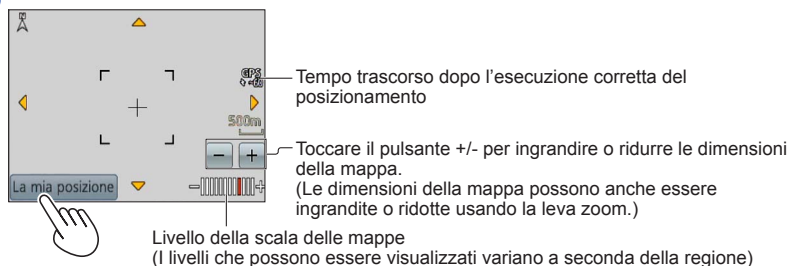 N
GPS
Tempo trascorso dopo l'esecuzione corretta del
posizionamento
500m
- +
Toccare il pulsante +/- per ingrandire o ridurre le dimensioni
della mappa.
(Le dimensioni della mappa possono anche essere
ingrandite o ridotte usando la leva zoom.)
La mia posizione
- +
Livello della scala delle mappe
(I livelli che possono essere visualizzati variano a seconda della regione)